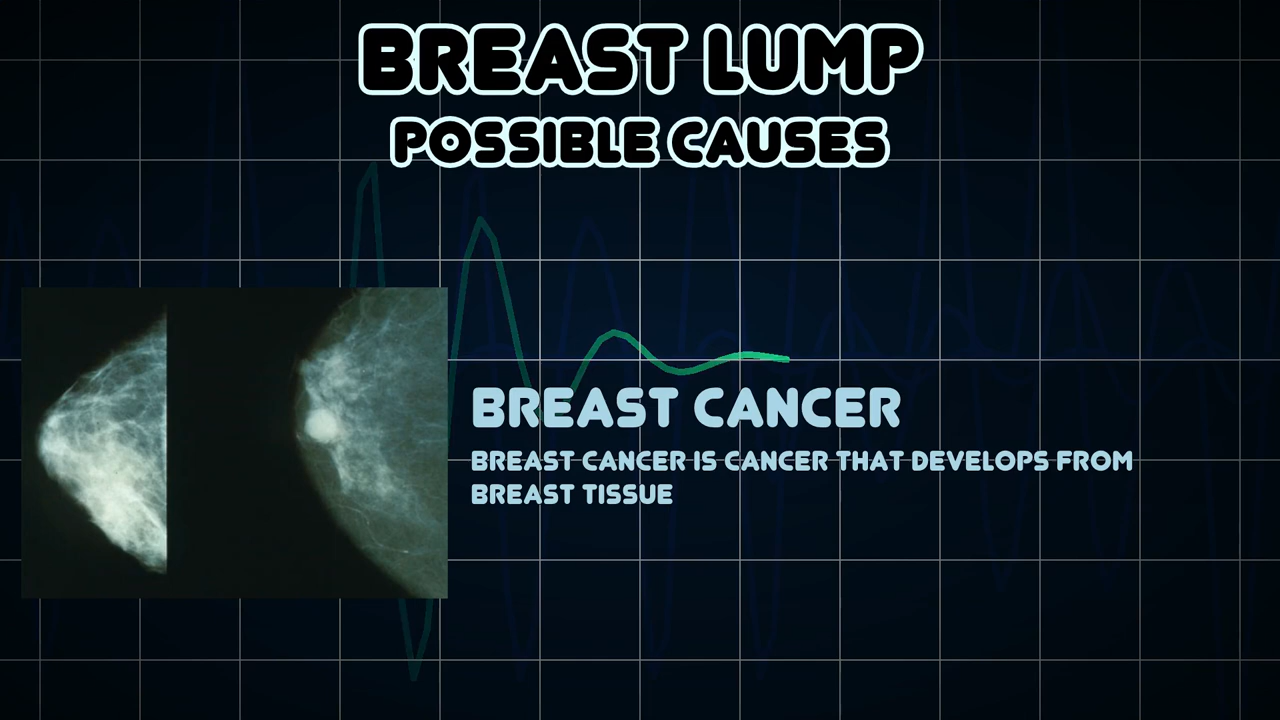 BREAST LUMP
POSSIBLE CAUSES
BREAST CANCER
BREAST CANCER IS CANCER THAT DEVELOPS FROM
BREAST TISSUE